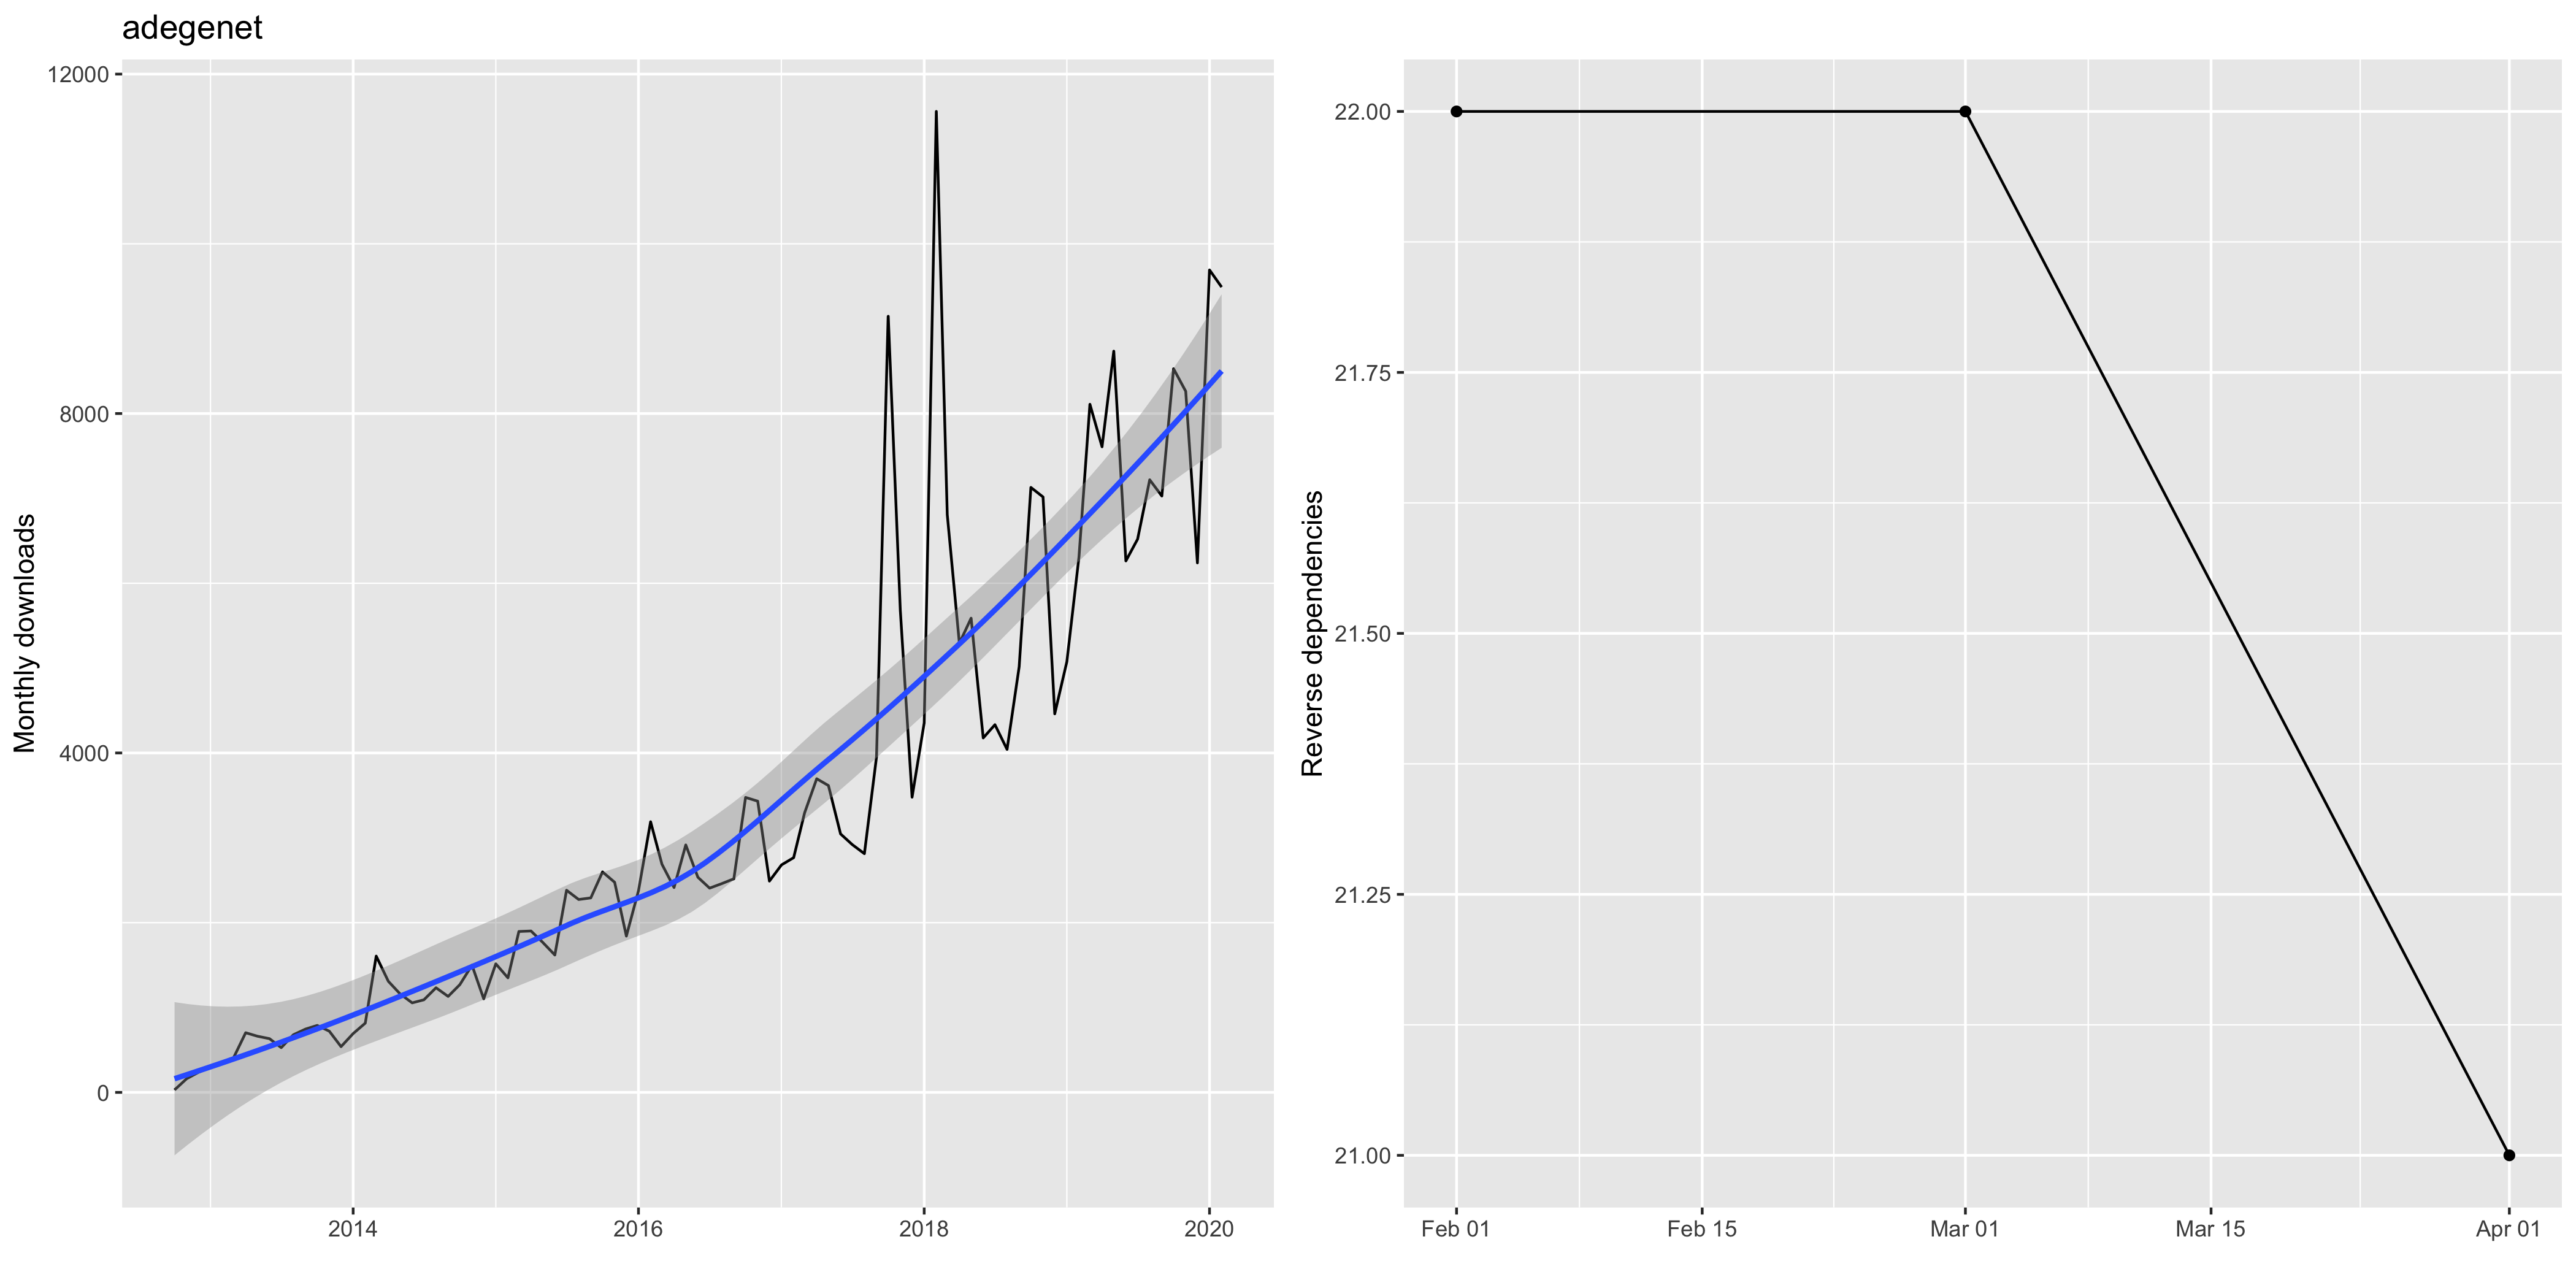 adegenet
Monthly downloads
12000
8000
4000
0
2014 2016 2018 2020
Reverse dependencies
22.00
21.75
21.50
21.25
21.00
Feb 01 Feb 15 Mar 01 Mar 15 Apr 01